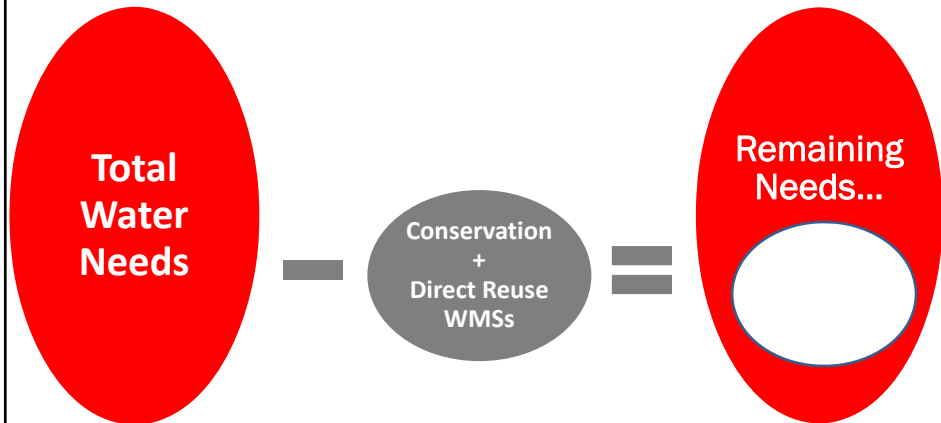 Total
Water
Needs
Conservation
+
Direct Reuse
WMSs
Remaining
Needs...